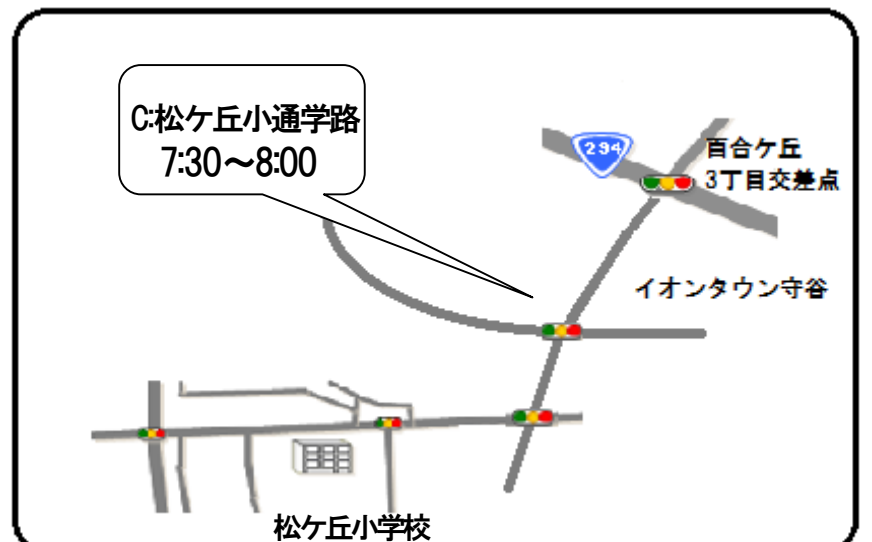 C:松ケ丘小通学路
7:30～8:00
294
百合ケ丘
3丁目交差点
イオンタウン守谷
松ケ丘小学校